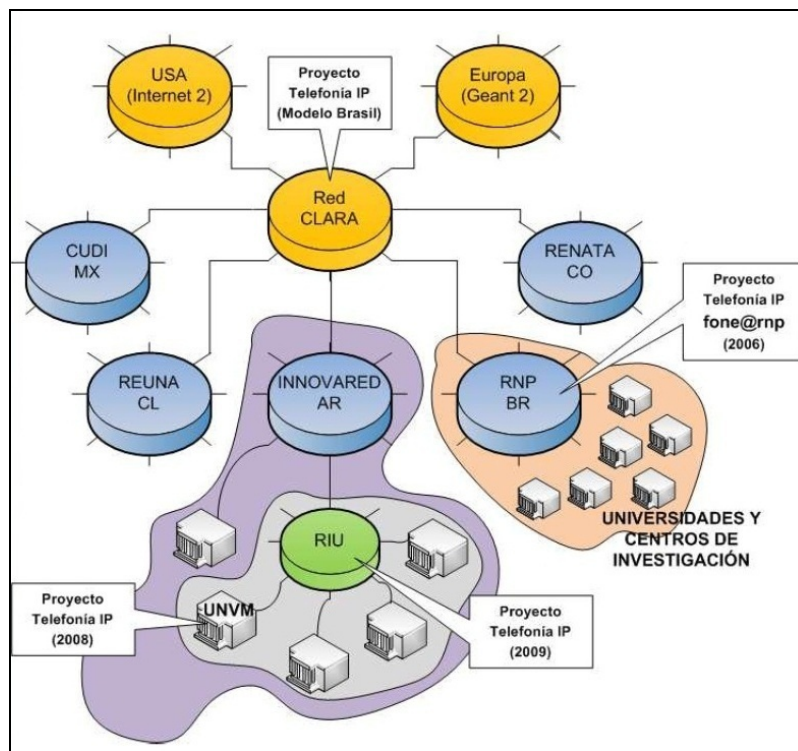 USA
(Internet 2)
Proyecto
Telefonía IP
(Modelo Brasil)
Europa
(Geant 2)
Red
CLARA
CUDI
MX
RENATA
CO
Proyecto
Telefonía IP
fone@rnp
(2006)
REUNA
CL
INNOVARED
AR
RNP
BR
UNIVERSIDADES Y
CENTROS DE
INVESTIGACIÓN
RIU
UNVM
Proyecto
Telefonía IP
(2008)
Proyecto
Telefonía IP
(2009)